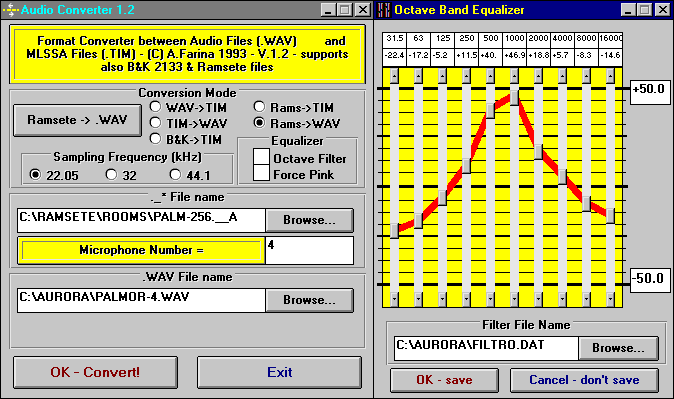 Audio Converter 1.2
Format Converter between Audio Files (.WAV) and
MLSSA Files (.TIM) - (C) A.Farina 1993 - V.1.2 - supports
also B&K 2133 & Ramsete files
Conversion Mode
Ramsete -> .WAV
WAV->TIM
TIM->WAV
B&K->TIM
Rams->TIM
Rams->WAV
Equalizer
Octave Filter
Force Pink
Sampling Frequency (kHz)
22.05 32 44.1
._* File name
C:\RAMSETE\ROOMS\PALM-256.__A
Browse...
Microphone Number =
4
.WAV File name
C:\AURORA\PALMOR-4.WAV
Browse...
OK - Convert!
Exit
Octave Band Equalizer
31.5 63 125 250 500 1000 2000 4000 8000 16000
-22.4 -17.2 -5.2 +11.5 +40. +46.9 +18.8 +5.7 -8.3 -14.6
+50.0
-50.0
Filter File Name
C:\AURORA\FILTRO.DAT
Browse...
OK - save
Cancel - don't save